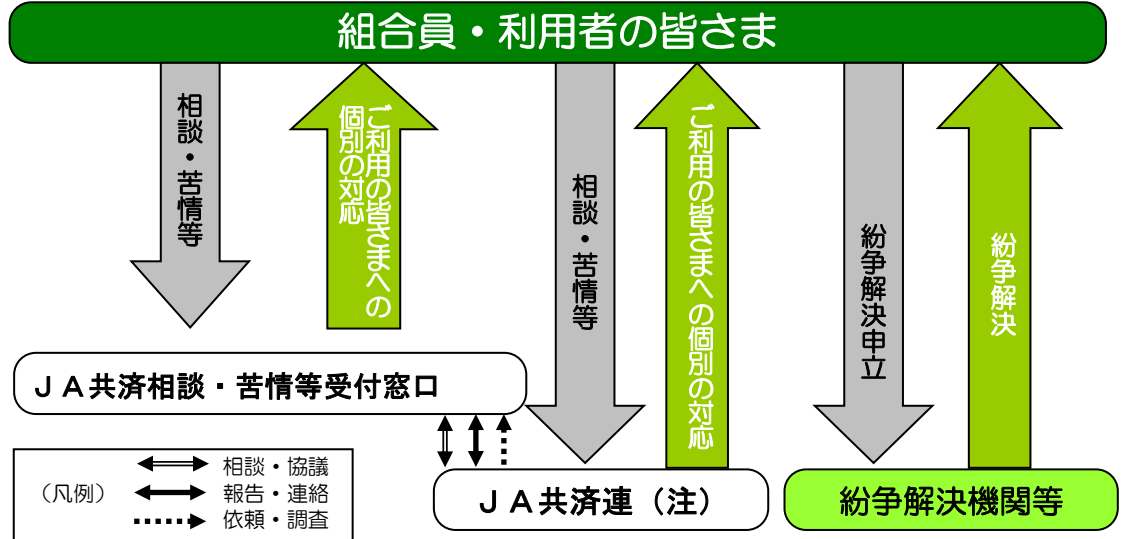 組合員・利用者の皆さま
相談・苦情等
ご利用の皆さまへの
個別の対応
相談・苦情等
ご利用の皆さまへの個別の対応
紛争解決申立
紛争解決
ＪＡ共済相談・苦情等受付窓口
（凡例）
相談・協議
報告・連絡
依頼・調査
ＪＡ共済連（注）
紛争解決機関等